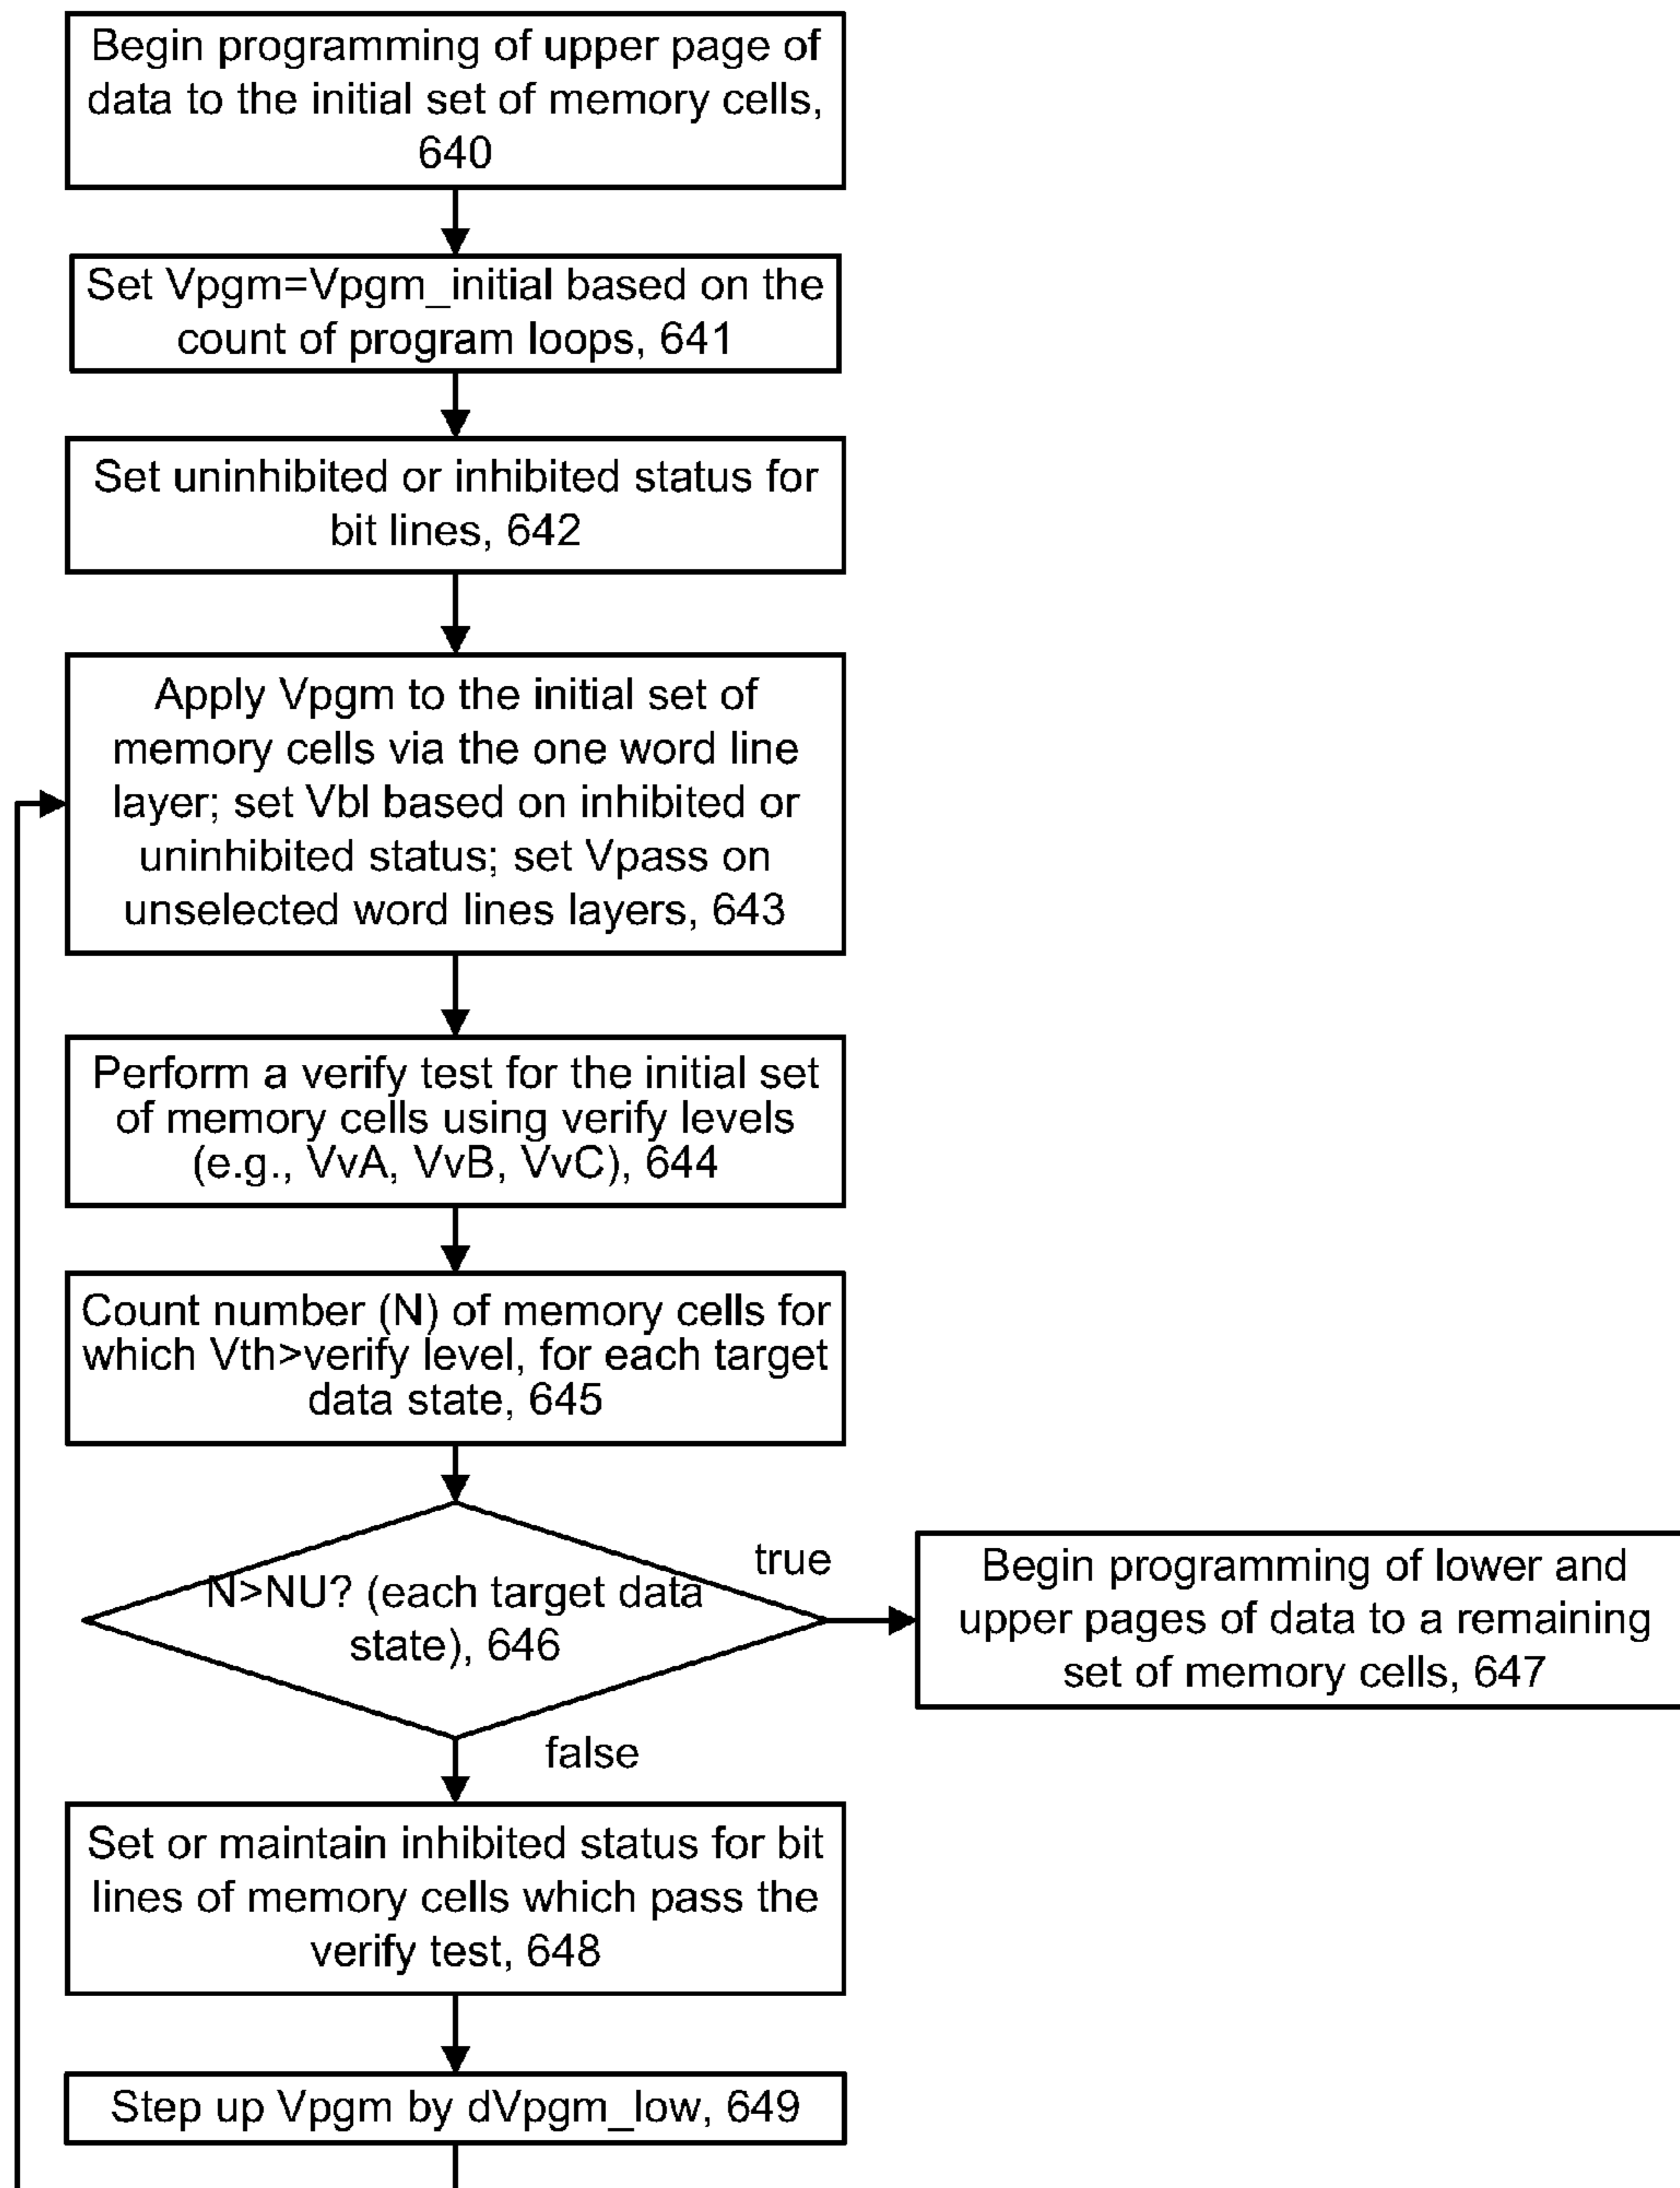 Begin programming of upper page of
data to the initial set of memory cells,
640
Set Vpgm=Vpgm_initial based on the
count of program loops, 641
Set uninhibited or inhibited status for
bit lines, 642
Apply Vpgm to the initial set of
memory cells via the one word line
layer; set Vbl based on inhibited or
uninhibited status; set Vpass on
unselected word lines layers, 643
Perform a verify test for the initial set
of memory cells using verify levels
(e.g., VvA, VvB, VvC), 644
Count number (N) of memory cells for
which Vth>verify level, for each target
data state, 645
N>NU? (each target data
state), 646
true
Begin programming of lower and
upper pages of data to a remaining
set of memory cells, 647
false
Set or maintain inhibited status for bit
lines of memory cells which pass the
verify test, 648
Step up Vpgm by dVpgm_low, 649